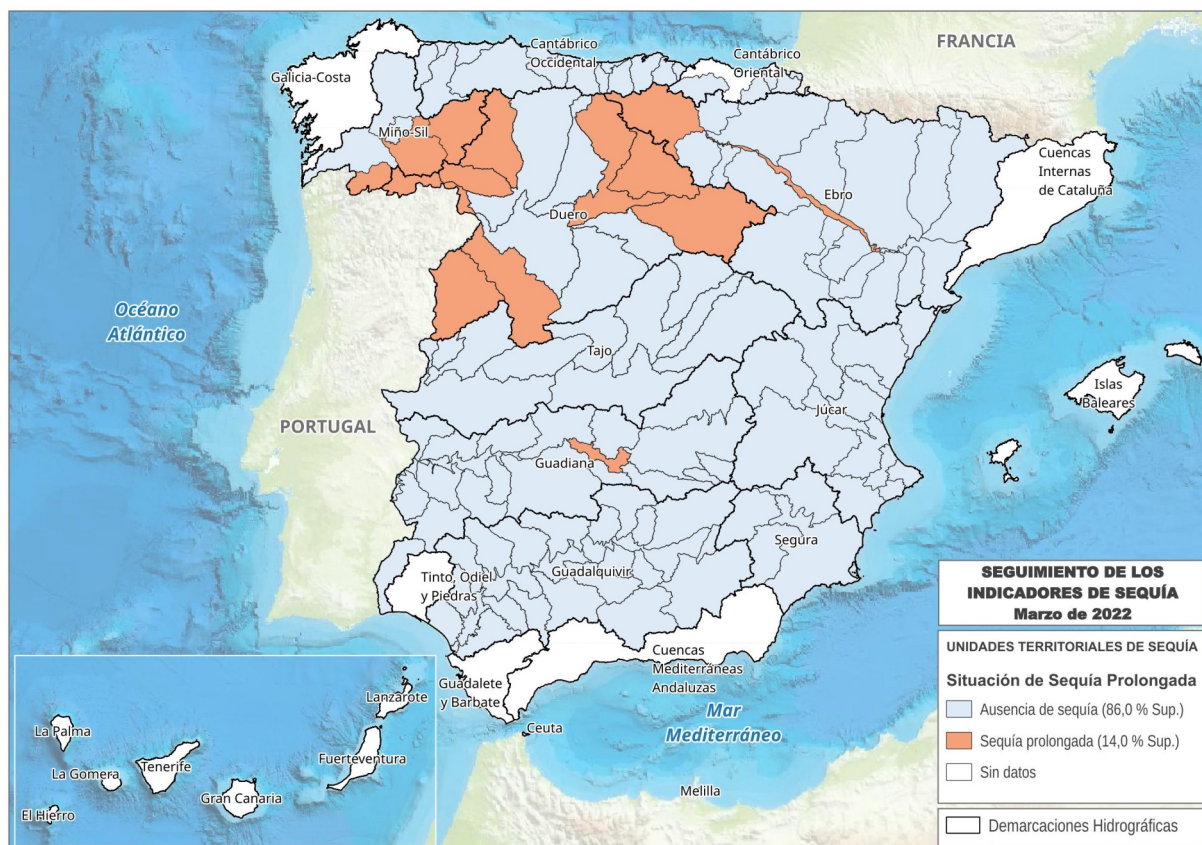 FRANCIA
Cantábrico
Occidental
Cantábrico
Oriental
Galicia-Costa
Miño-Sil
Cuencas
Internas
de Cataluña
Ebro
Duero
Océano
Atlántico
Tajo
Islas
Baleares
Júcar
PORTUGAL
Guadiana
Segura
Tinto, Odiel
y Piedras
Guadalquivir
Cuencas
Mediterráneas
Andaluzas
Guadalete
y Barbate
Mar
Mediterráneo
Ceuta
Melilla
Lanzarote
La Palma
Fuerteventura
La Gomera
Tenerife
Gran Canaria
El Hierro
SEGUIMIENTO DE LOS
INDICADORES DE SEQUÍA
Marzo de 2022
UNIDADES TERRITORIALES DE SEQUÍA
Situación de Sequía Prolongada
Ausencia de sequía (86,0 % Sup.)
Sequía prolongada (14,0 % Sup.)
Sin datos
Demarcaciones Hidrográficas